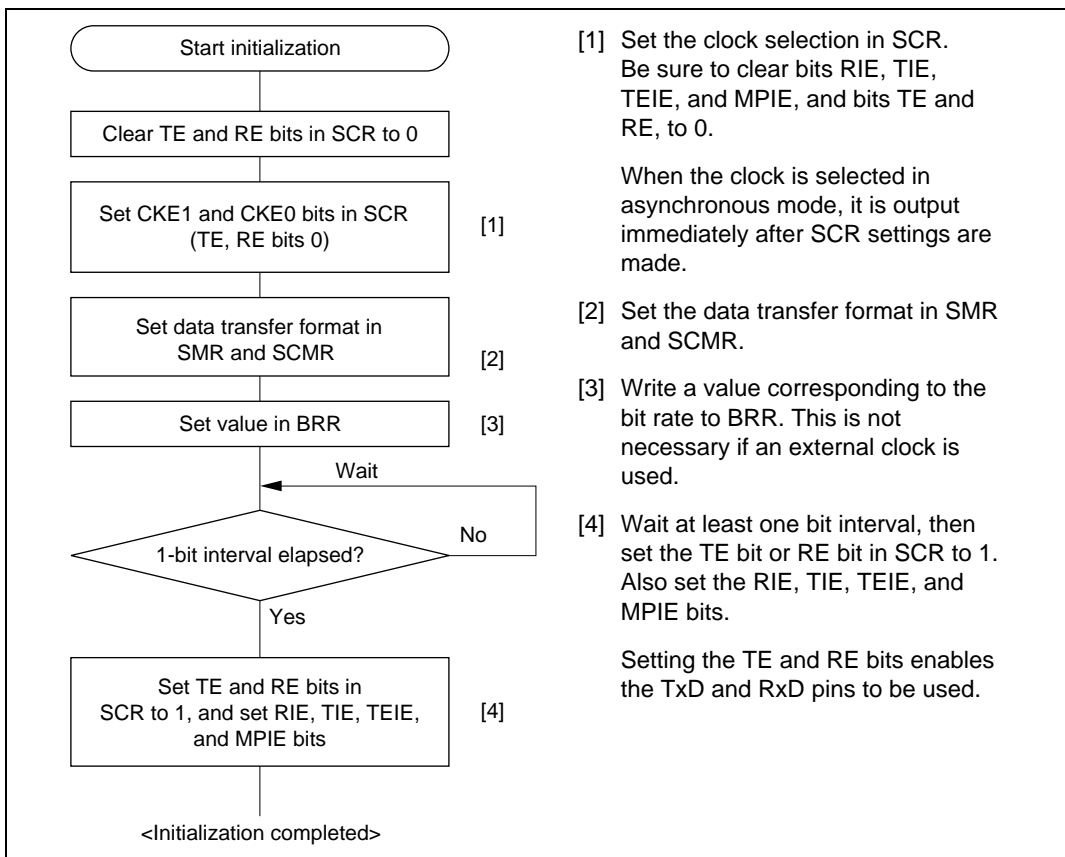 Start initialization
Clear TE and RE bits in SCR to 0
Set CKE1 and CKE0 bits in SCR
(TE, RE bits 0)
[1]
Set data transfer format in
SMR and SCMR
[2]
Set value in BRR
[3]
Wait
1-bit interval elapsed?
No
Yes
Set TE and RE bits in
SCR to 1, and set RIE, TIE, TEIE,
and MPIE bits
[4]
<Initialization completed>
[1] Set the clock selection in SCR.
Be sure to clear bits RIE, TIE,
TEIE, and MPIE, and bits TE and
RE, to 0.
When the clock is selected in
asynchronous mode, it is output
immediately after SCR settings are
made.
[2] Set the data transfer format in SMR
and SCMR.
[3] Write a value corresponding to the
bit rate to BRR. This is not
necessary if an external clock is
used.
[4] Wait at least one bit interval, then
set the TE bit or RE bit in SCR to 1.
Also set the RIE, TIE, TEIE, and
MPIE bits.
Setting the TE and RE bits enables
the TxD and RxD pins to be used.